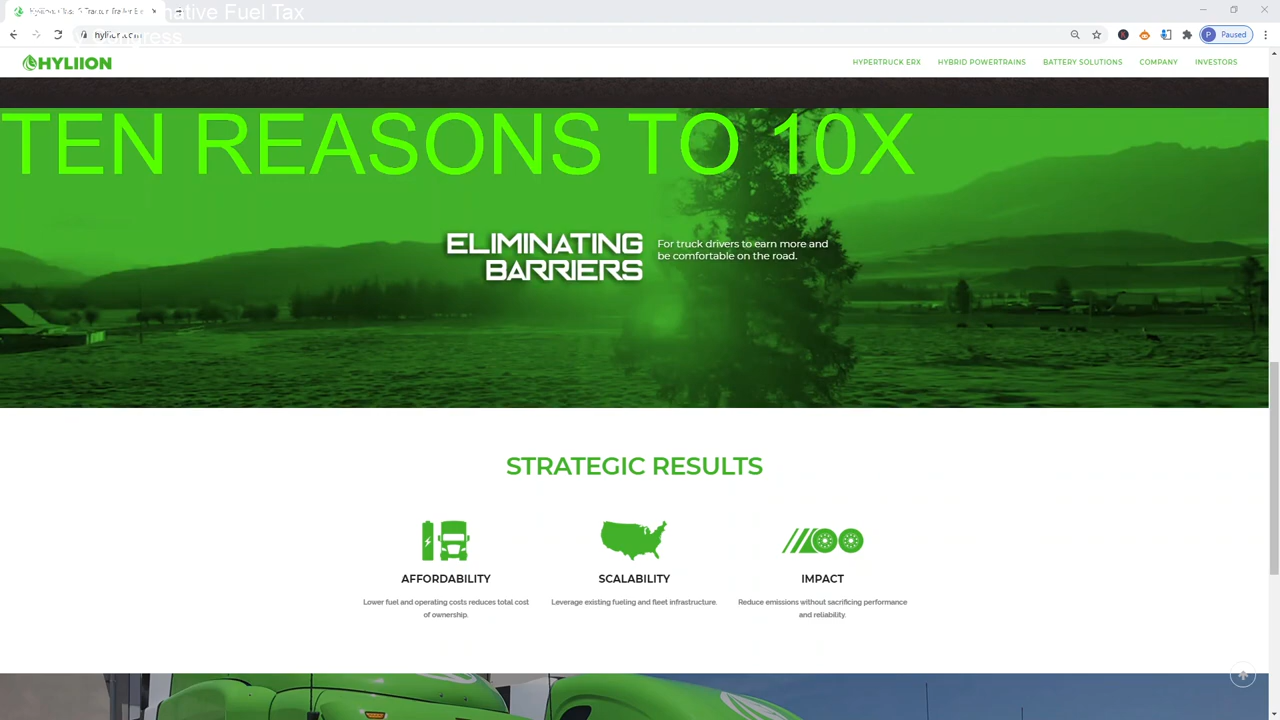 native Fuel Tax
ngress
Paused
HYLIION
HYPERTRUCK ERX HYBRID POWERTRAINS BATTERY SOLUTIONS COMPANY INVESTORS
TEN REASONS TO 10X
ELIMINATING
BARRIERS
For truck drivers to earn more and
be comfortable on the road.
STRATEGIC RESULTS
AFFORDABILITY
Lower fuel and operating costs reduces total cost
of ownership.
SCALABILITY
Leverage existing fueling and fleet infrastructure.
IMPACT
Reduce emissions without sacrificing performance
and reliability.